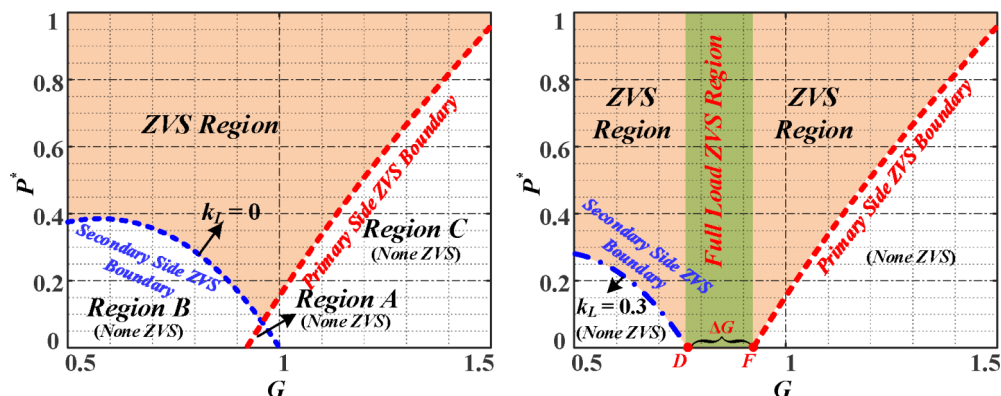 1
0.8
0.6
0.4
0.2
0
P*
0.5
1
1.5
G
ZVS Region
k_L = 0
Secondary Side ZVS
Boundary
Primary Side ZVS Boundary
Region A
(None ZVS)
Region B
(None ZVS)
Region C
(None ZVS)
1
0.8
0.6
0.4
0.2
0
P*
0.5
1
1.5
G
ZVS
Region
Full Load ZVS Region
ZVS
Region
Secondary Side ZVS
Boundary
k_L = 0.3
(None ZVS)
Primary Side ZVS Boundary
(None ZVS)
ΔG
D
F